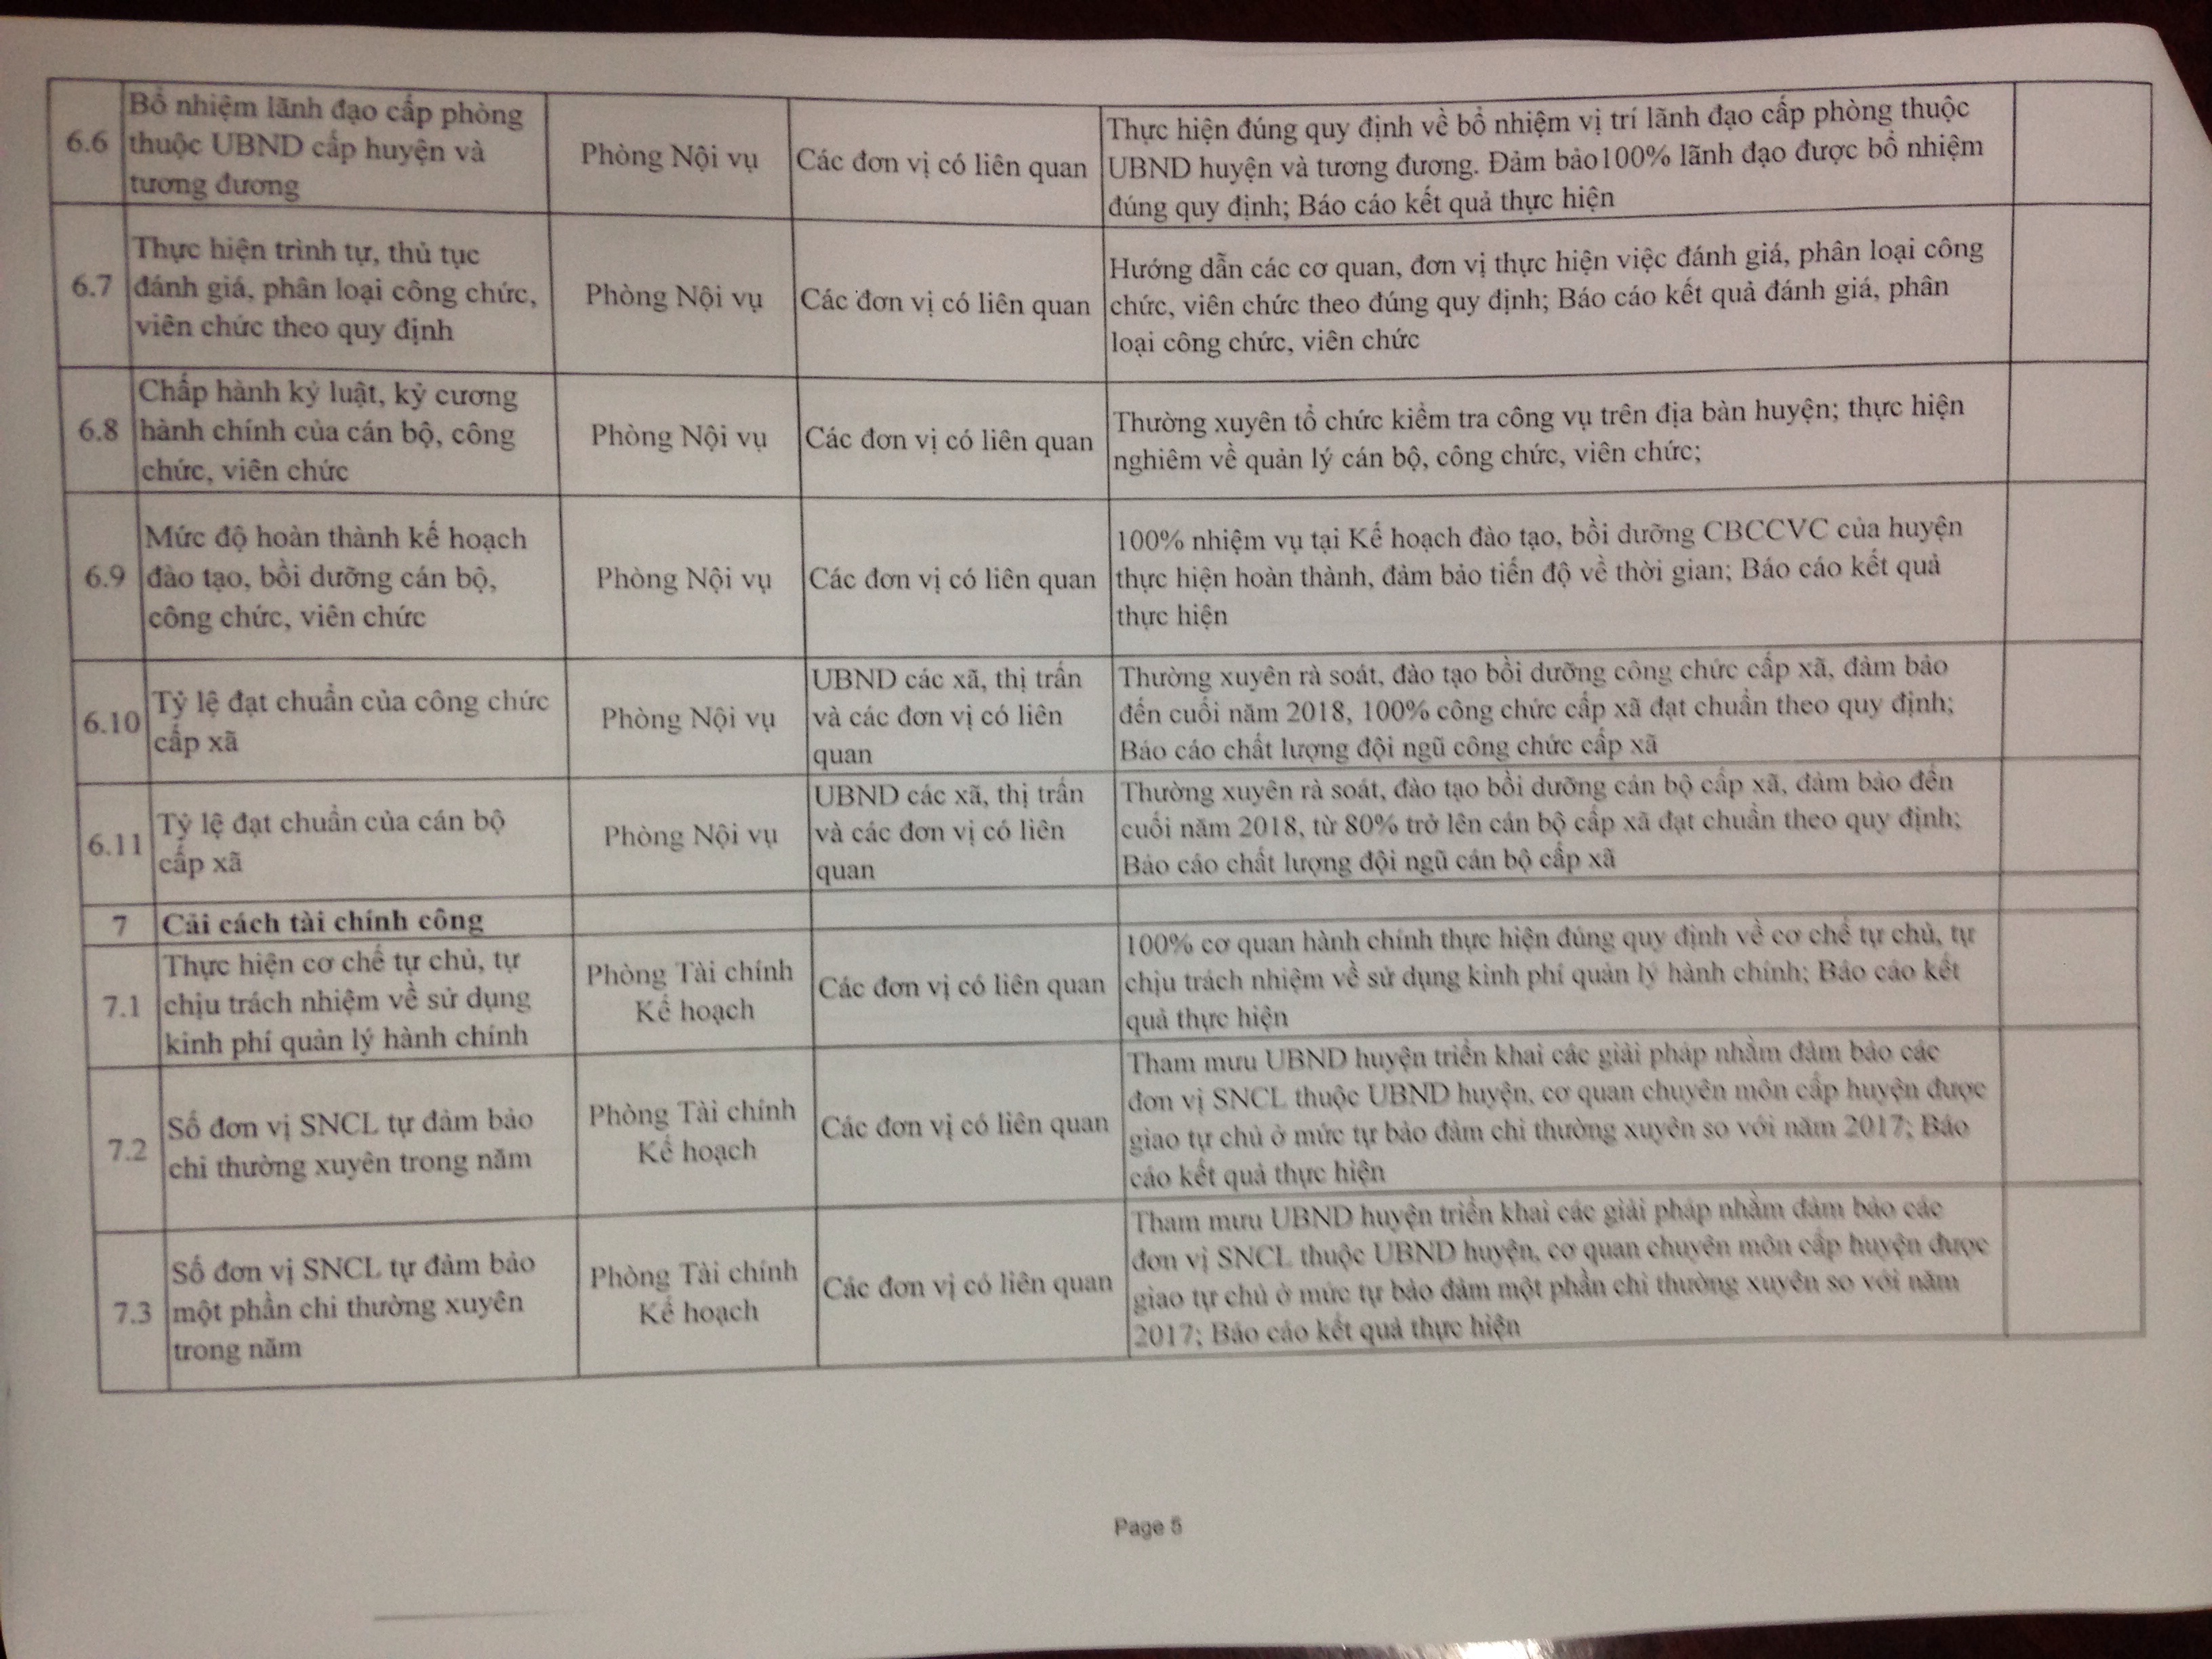 6.6
Bổ nhiệm lãnh đạo cấp phòng
thuộc UBND cấp huyện và
tương đương
Phòng Nội vụ
Các đơn vị có liên quan
Thực hiện đúng quy định về bổ nhiệm vị trí lãnh đạo cấp phòng thuộc
UBND huyện và tương đương. Đảm bảo100% lãnh đạo được bổ nhiệm
đúng quy định; Báo cáo kết quả thực hiện
6.7
Thực hiện trình tự, thủ tục
đánh giá, phân loại công chức,
viên chức theo quy định
Phòng Nội vụ
Các đơn vị có liên quan
Hướng dẫn các cơ quan, đơn vị thực hiện việc đánh giá, phân loại công
chức, viên chức theo đúng quy định; Báo cáo kết quả đánh giá, phân
loại công chức, viên chức
6.8
Chấp hành kỷ luật, kỷ cương
hành chính của cán bộ, công
chức, viên chức
Phòng Nội vụ
Các đơn vị có liên quan
Thường xuyên tổ chức kiểm tra công vụ trên địa bàn huyện; thực hiện
nghiêm về quản lý cán bộ, công chức, viên chức;
6.9
Mức độ hoàn thành kế hoạch
đào tạo, bồi dưỡng cán bộ,
công chức, viên chức
Phòng Nội vụ
Các đơn vị có liên quan
100% nhiệm vụ tại Kế hoạch đào tạo, bồi dưỡng CBCCVC của huyện
thực hiện hoàn thành, đảm bảo tiến độ về thời gian; Báo cáo kết quả
thực hiện
6.10
Tỷ lệ đạt chuẩn của công chức
cấp xã
Phòng Nội vụ
UBND các xã, thị trấn
và các đơn vị có liên
quan
Thường xuyên rà soát, đào tạo bồi dưỡng công chức cấp xã, đảm bảo
đến cuối năm 2018, 100% công chức cấp xã đạt chuẩn theo quy định;
Báo cáo chất lượng đội ngũ công chức cấp xã
6.11
Tỷ lệ đạt chuẩn của cán bộ
cấp xã
Phòng Nội vụ
UBND các xã, thị trấn
và các đơn vị có liên
quan
Thường xuyên rà soát, đào tạo bồi dưỡng cán bộ cấp xã, đảm bảo đến
cuối năm 2018, từ 80% trở lên cán bộ cấp xã đạt chuẩn theo quy định;
Báo cáo chất lượng đội ngũ cán bộ cấp xã
7
Cải cách tài chính công
7.1
Thực hiện cơ chế tự chủ, tự
chịu trách nhiệm về sử dụng
kinh phí quản lý hành chính
Phòng Tài chính
Kế hoạch
Các đơn vị có liên quan
100% cơ quan hành chính thực hiện đúng quy định về cơ chế tự chủ, tự
chịu trách nhiệm về sử dụng kinh phí quản lý hành chính; Báo cáo kết
quả thực hiện
7.2
Số đơn vị SNCL tự đảm bảo
chi thường xuyên trong năm
Phòng Tài chính
Kế hoạch
Các đơn vị có liên quan
Tham mưu UBND huyện triển khai các giải pháp nhằm đảm bảo các
đơn vị SNCL thuộc UBND huyện, cơ quan chuyên môn cấp huyện được
giao tự chủ ở mức tự bảo đảm chi thường xuyên so với năm 2017; Báo
cáo kết quả thực hiện
7.3
Số đơn vị SNCL tự đảm bảo
một phần chi thường xuyên
trong năm
Phòng Tài chính
Kế hoạch
Các đơn vị có liên quan
Tham mưu UBND huyện triển khai các giải pháp nhằm đảm bảo các
đơn vị SNCL thuộc UBND huyện, cơ quan chuyên môn cấp huyện được
giao tự chủ ở mức tự bảo đảm một phần chi thường xuyên so với năm
2017; Báo cáo kết quả thực hiện
Page 5